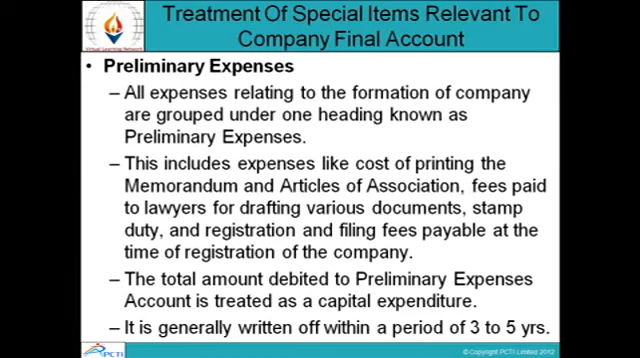 Treatment Of Special Items Relevant To
Company Final Account
Virtual Learning Network
• Preliminary Expenses
– All expenses relating to the formation of company
are grouped under one heading known as
Preliminary Expenses.
– This includes expenses like cost of printing the
Memorandum and Articles of Association, fees paid
to lawyers for drafting various documents, stamp
duty, and registration and filing fees payable at the
time of registration of the company.
– The total amount debited to Preliminary Expenses
Account is treated as a capital expenditure.
– It is generally written off within a period of 3 to 5 yrs.
PCTI
© Copyright PCTI Limited 2012